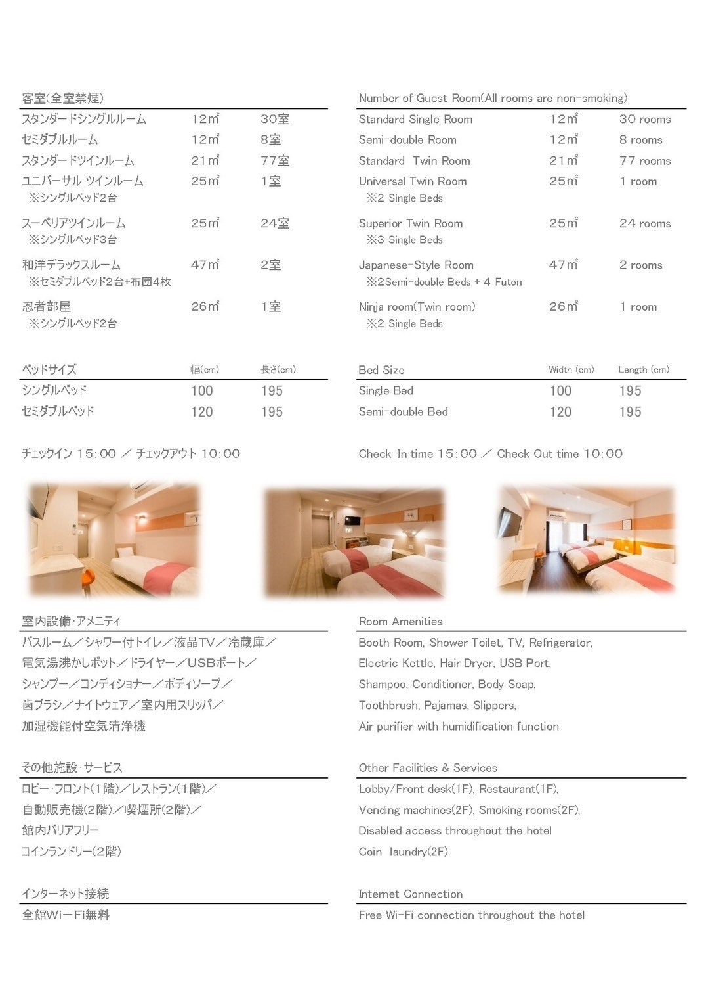 客室(全室禁煙)
スタンダードシングルルーム 12㎡ 30室
セミダブルルーム 12㎡ 8室
スタンダードツインルーム 21㎡ 77室
ユニバーサル ツインルーム 25㎡ 1室
※シングルベッド2台
スーペリアツインルーム 25㎡ 24室
※シングルベッド3台
和洋デラックスルーム 47㎡ 2室
※セミダブルベッド2台+布団4枚
忍者部屋 26㎡ 1室
※シングルベッド2台
ベッドサイズ 幅(cm) 長さ(cm)
シングルベッド 100 195
セミダブルベッド 120 195
チェックイン 15:00 ／ チェックアウト 10:00
Number of Guest Room(All rooms are non-smoking)
Standard Single Room 12㎡ 30 rooms
Semi-double Room 12㎡ 8 rooms
Standard Twin Room 21㎡ 77 rooms
Universal Twin Room 25㎡ 1 room
※2 Single Beds
Superior Twin Room 25㎡ 24 rooms
※3 Single Beds
Japanese-Style Room 47㎡ 2 rooms
※2Semi-double Beds + 4 Futon
Ninja room(Twin room) 26㎡ 1 room
※2 Single Beds
Bed Size Width (cm) Length (cm)
Single Bed 100 195
Semi-double Bed 120 195
Check-In time 15:00 ／ Check Out time 10:00
室内設備・アメニティ
バスルーム／シャワー付トイレ／液晶TV／冷蔵庫／
電気湯沸かしポット／ドライヤー／USBポート／
シャンプー／コンディショナー／ボディソープ／
歯ブラシ／ナイトウェア／室内用スリッパ／
加湿機能付空気清浄機
その他施設・サービス
ロビー・フロント(1階)／レストラン(1階)／
自動販売機(2階)／喫煙所(2階)／
館内バリアフリー
コインランドリー(2階)
インターネット接続
全館Wi－Fi無料
Room Amenities
Booth Room, Shower Toilet, TV, Refrigerator,
Electric Kettle, Hair Dryer, USB Port,
Shampoo, Conditioner, Body Soap,
Toothbrush, Pajamas, Slippers,
Air purifier with humidification function
Other Facilities & Services
Lobby/Front desk(1F), Restaurant(1F),
Vending machines(2F), Smoking rooms(2F),
Disabled access throughout the hotel
Coin laundry(2F)
Internet Connection
Free Wi-Fi connection throughout the hotel